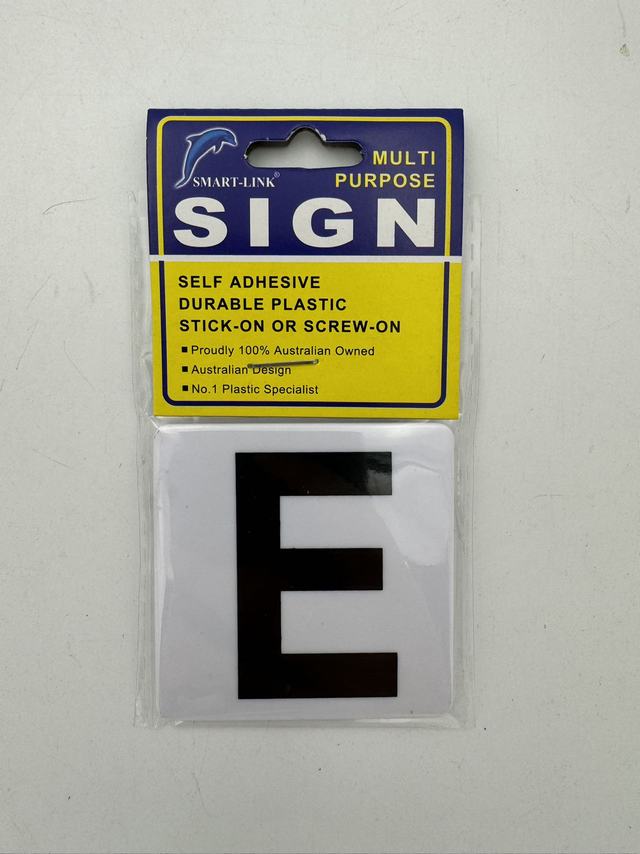 MULTI
PURPOSE
SMART-LINK®
SIGN
SELF ADHESIVE
DURABLE PLASTIC
STICK-ON OR SCREW-ON
■ Proudly 100% Australian Owned
■ Australian Design
■ No.1 Plastic Specialist
E